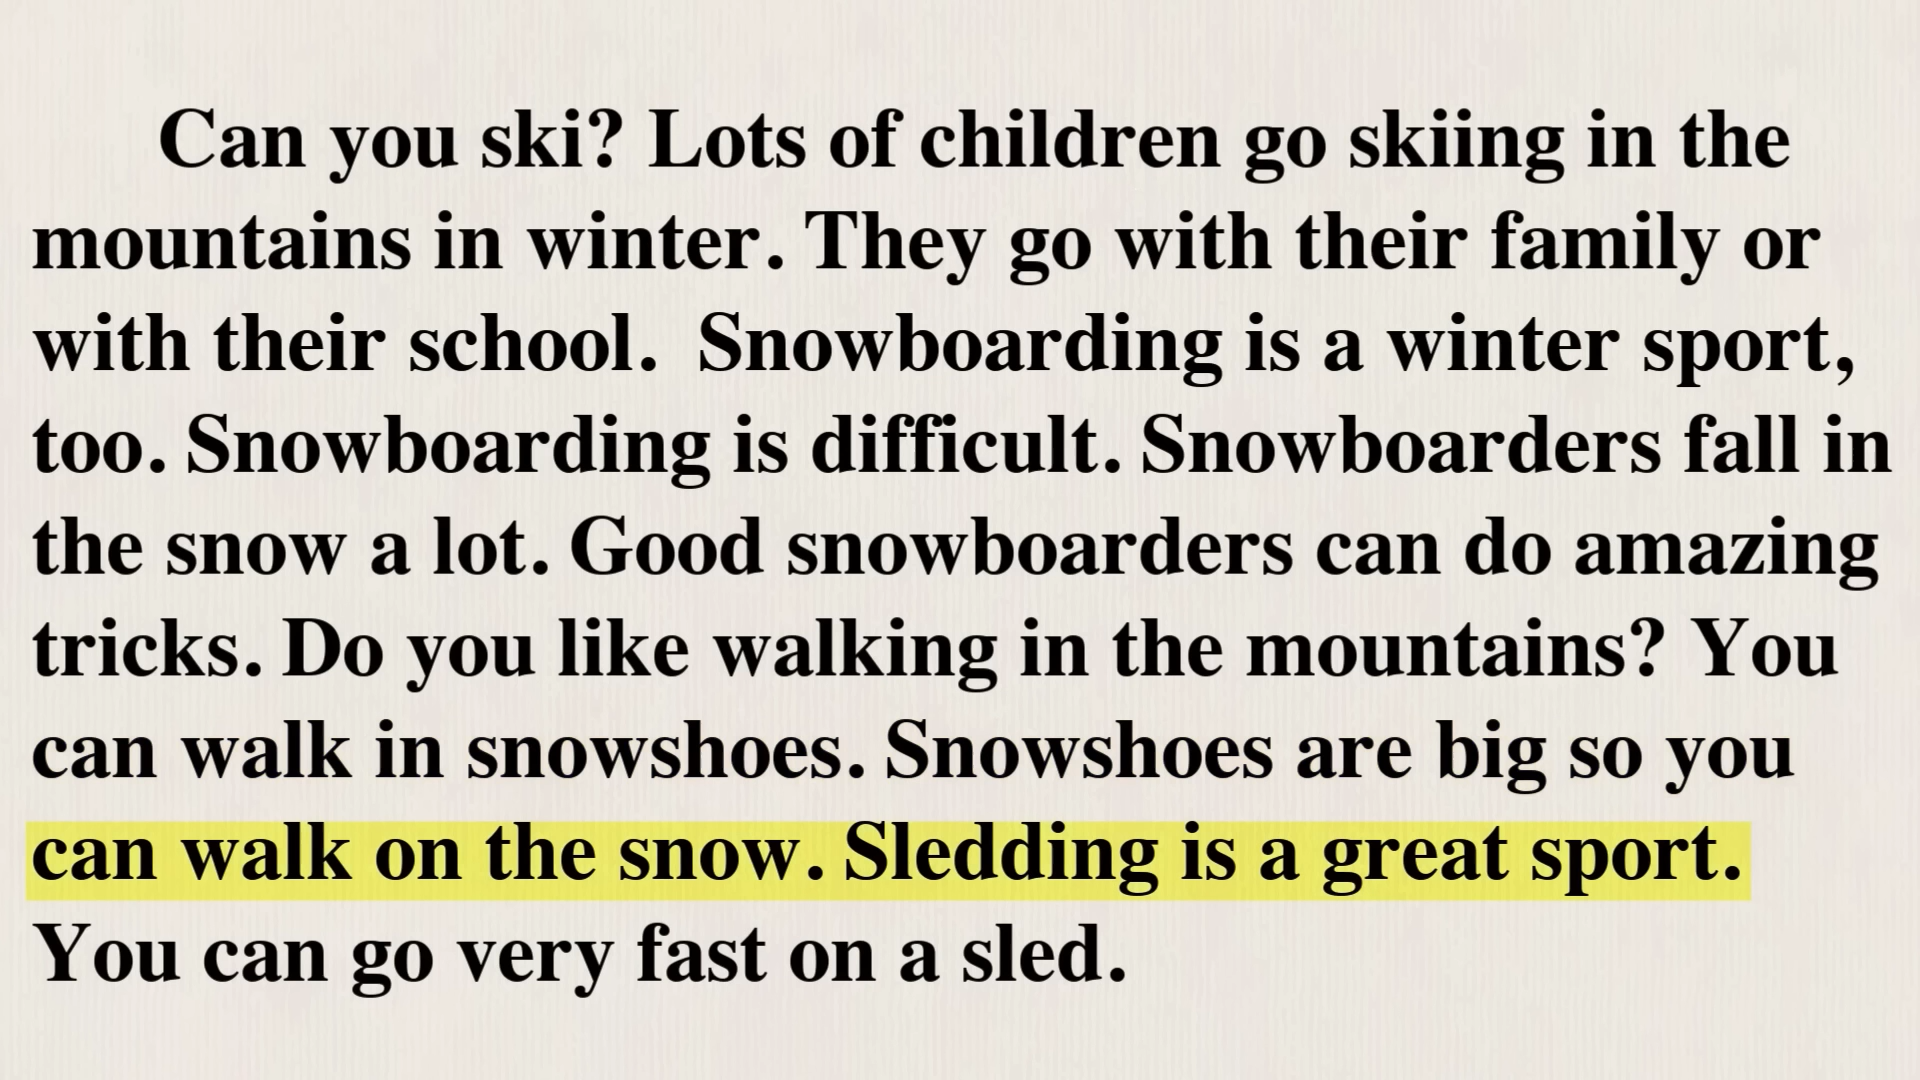 Can you ski? Lots of children go skiing in the
mountains in winter. They go with their family or
with their school.  Snowboarding is a winter sport,
too. Snowboarding is difficult. Snowboarders fall in
the snow a lot. Good snowboarders can do amazing
tricks. Do you like walking in the mountains? You
can walk in snowshoes. Snowshoes are big so you
can walk on the snow. Sledding is a great sport.
You can go very fast on a sled.